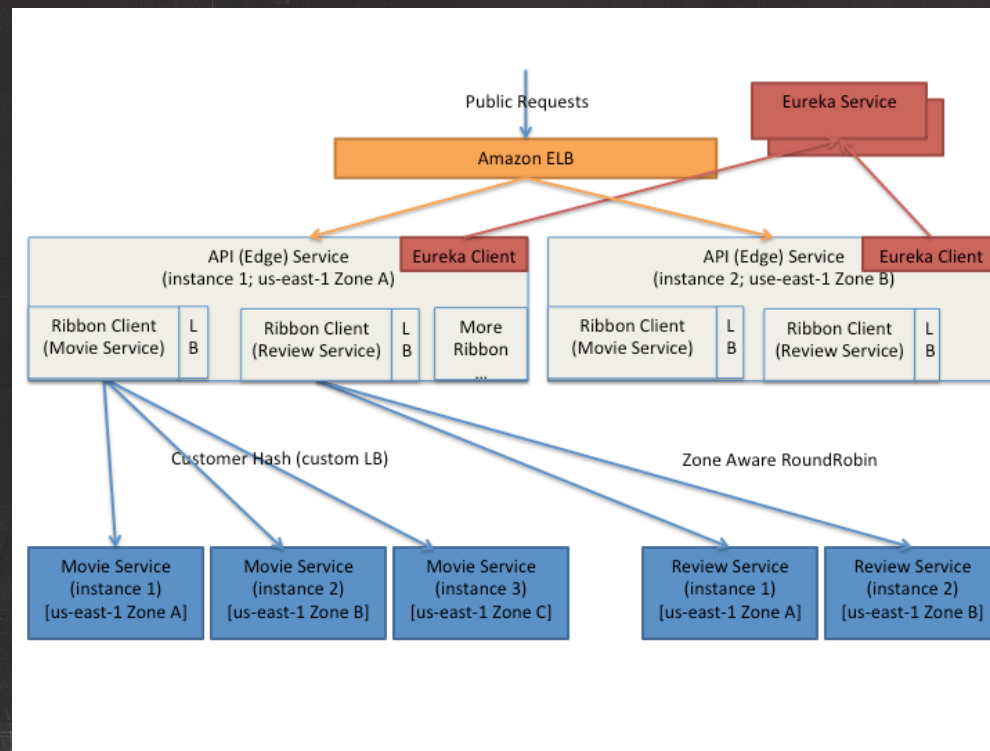 Public Requests
Eureka Service
Amazon ELB
API (Edge) Service
(instance 1; us-east-1 Zone A)
Eureka Client
API (Edge) Service
(instance 2; use-east-1 Zone B)
Eureka Client
Ribbon Client
(Movie Service)
L
B
Ribbon Client
(Review Service)
L
B
More
Ribbon
...
Ribbon Client
(Movie Service)
L
B
Ribbon Client
(Review Service)
L
B
Customer Hash (custom LB)
Zone Aware RoundRobin
Movie Service
(instance 1)
[us-east-1 Zone A]
Movie Service
(instance 2)
[us-east-1 Zone B]
Movie Service
(instance 3)
[us-east-1 Zone C]
Review Service
(instance 1)
[us-east-1 Zone A]
Review Service
(instance 2)
[us-east-1 Zone B]